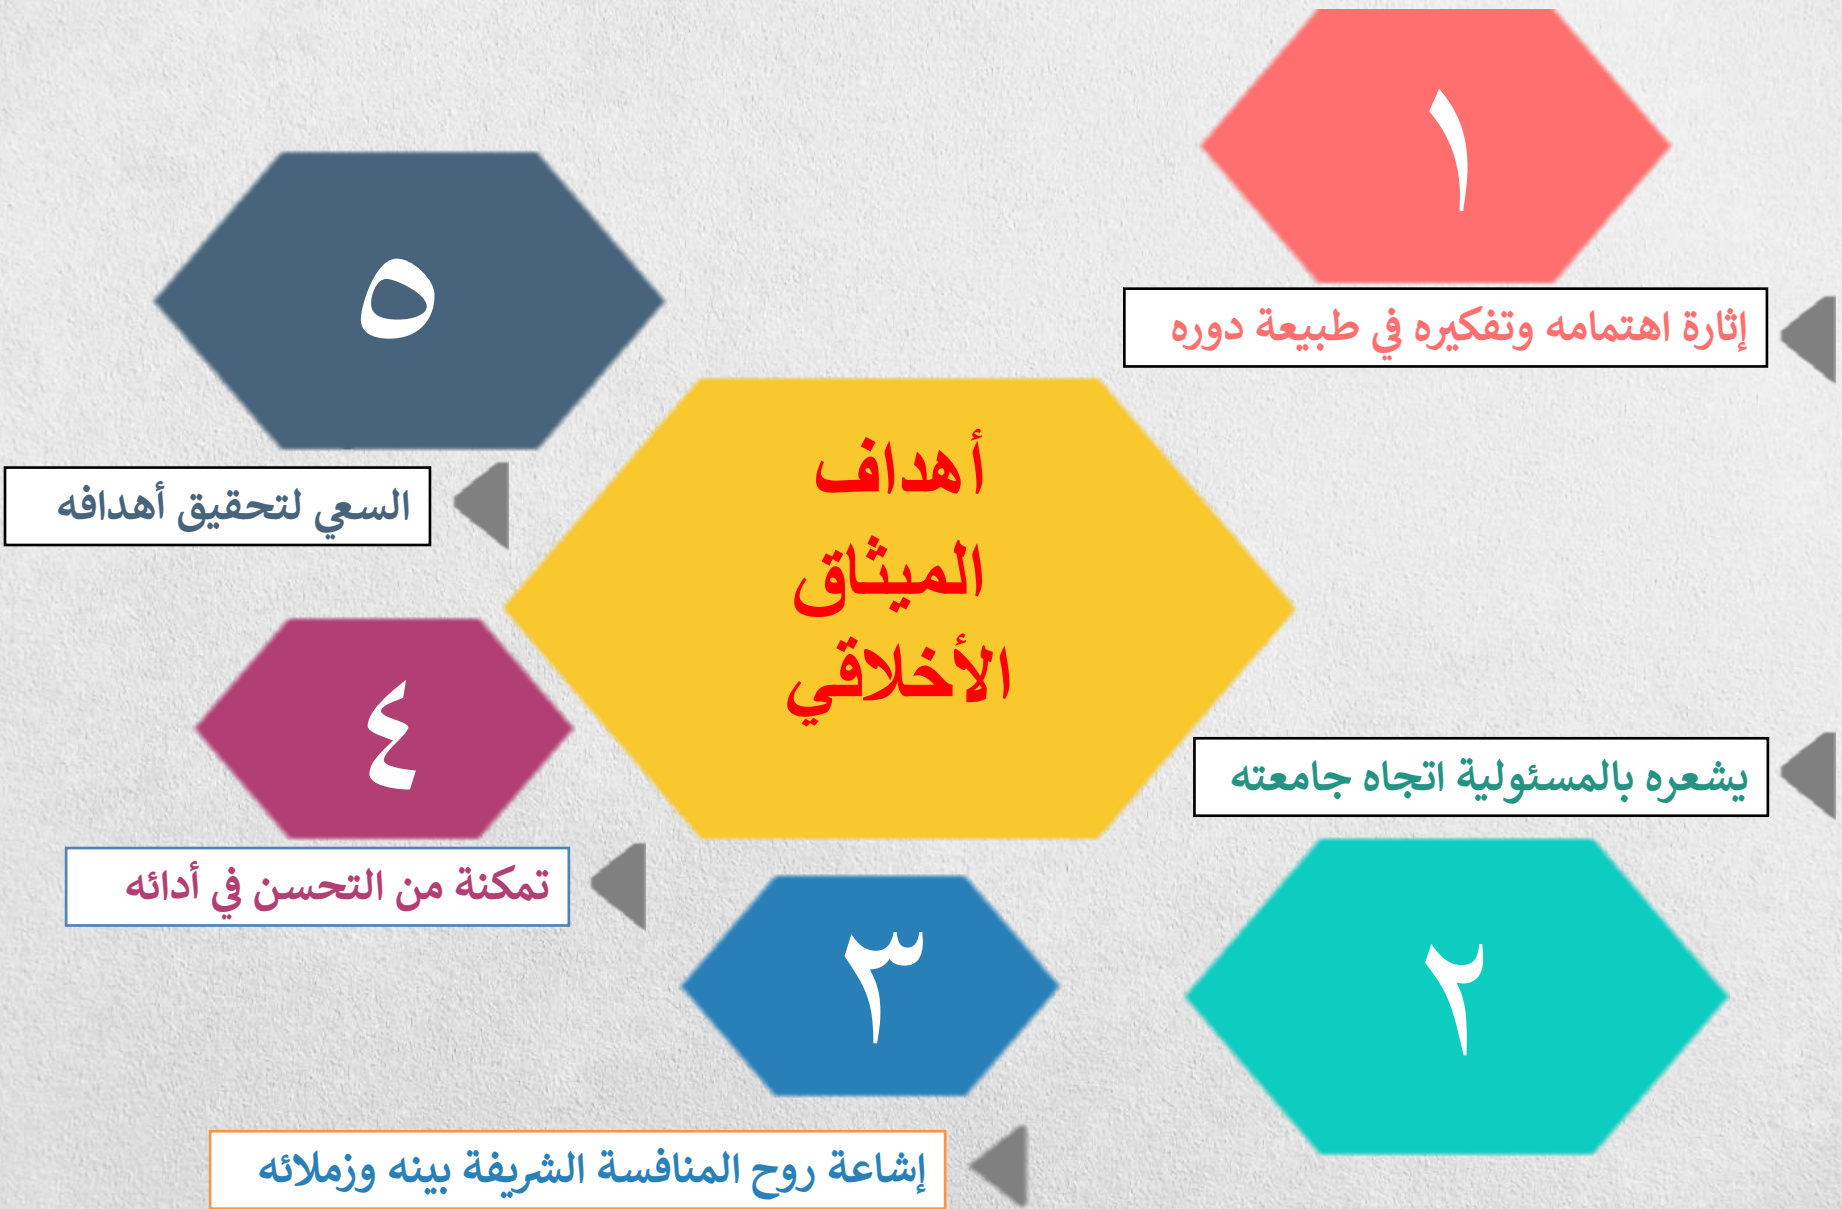 أهداف
الميثاق
الأخلاقي
١
إثارة اهتمامه وتفكيره في طبيعة دوره
يشعره بالمسئولية اتجاه جامعته
٢
٣
إشاعة روح المنافسة الشريفة بينه وزملائه
٤
تمكنة من التحسن في أدائه
٥
السعي لتحقيق أهدافه